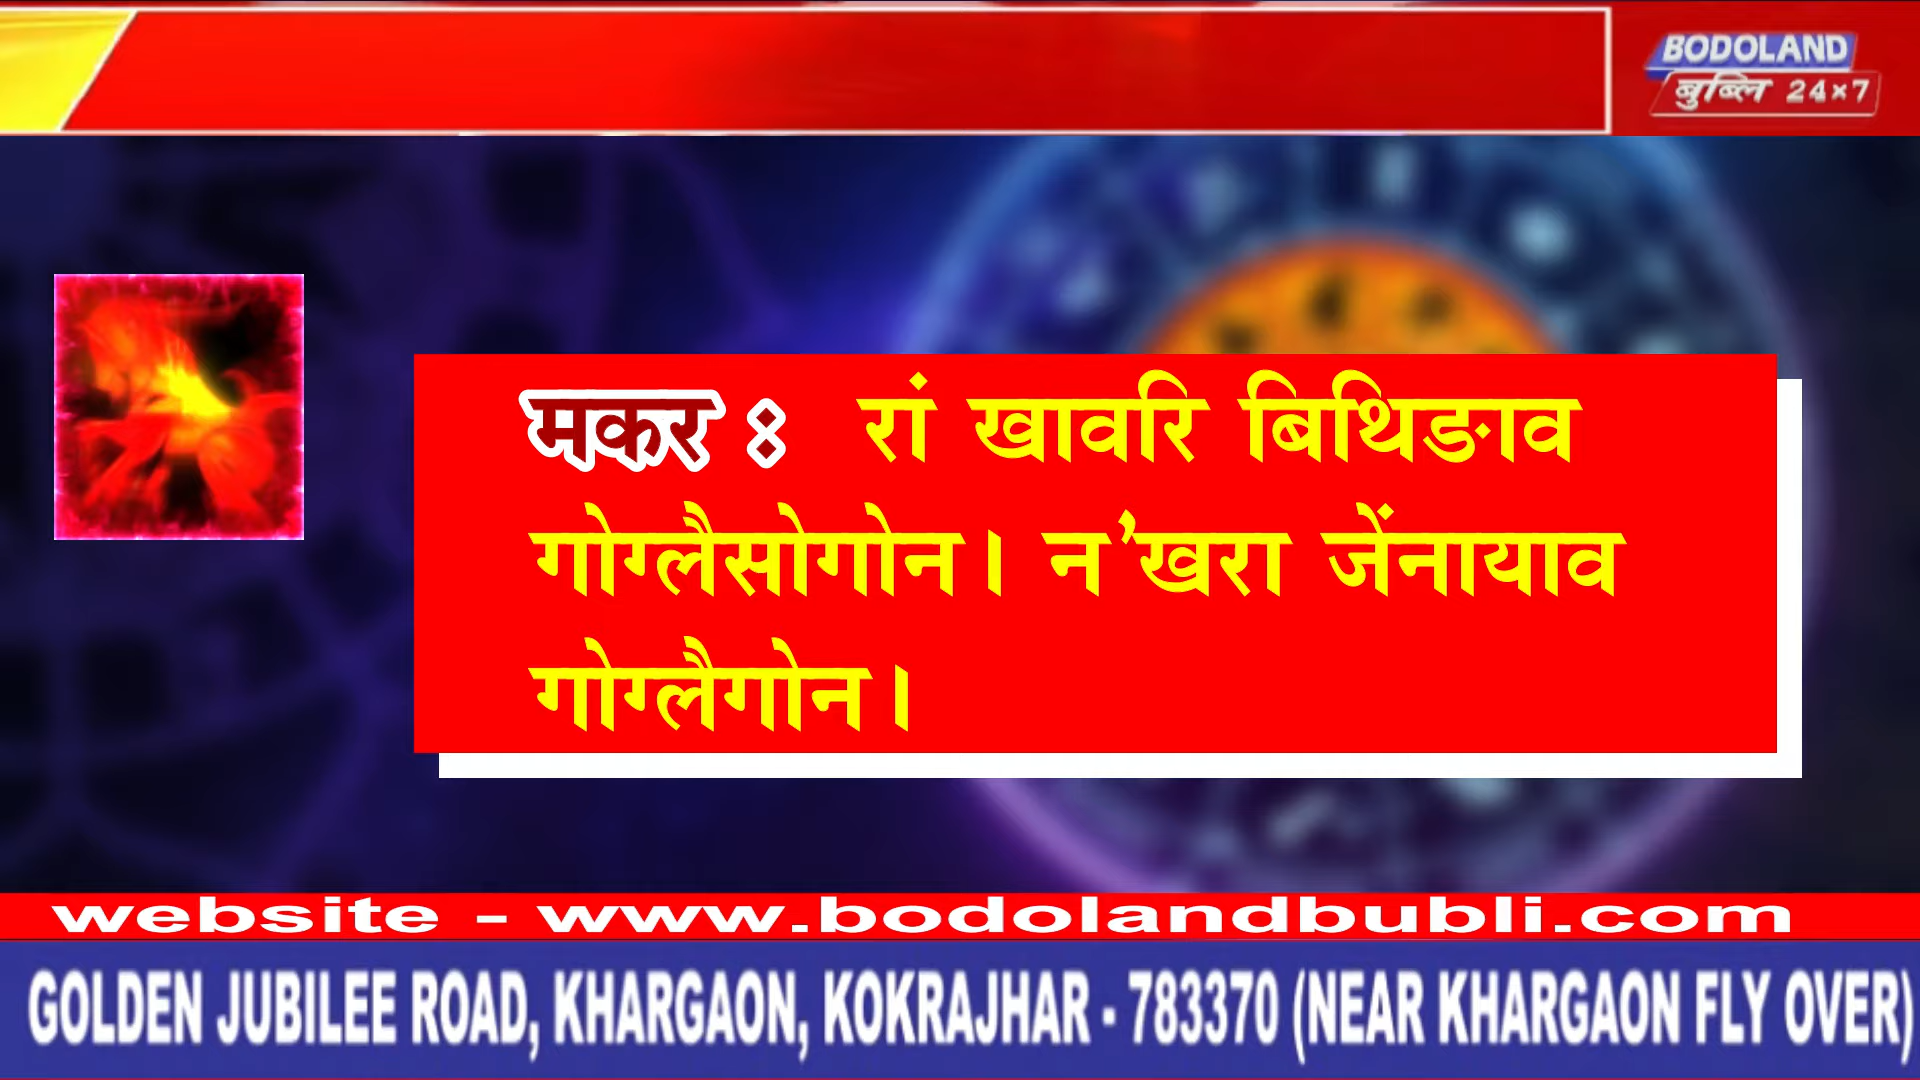 BODOLAND
बुब्लि 24×7
मकर : रां खावरि बिथिङाव
गोग्लैसोगोन। न'खरा जेंनायाव
गोग्लैगोन।
website - www.bodolandbubli.com
GOLDEN JUBILEE ROAD, KHARGAON, KOKRAJHAR - 783370 (NEAR KHARGAON FLY OVER)